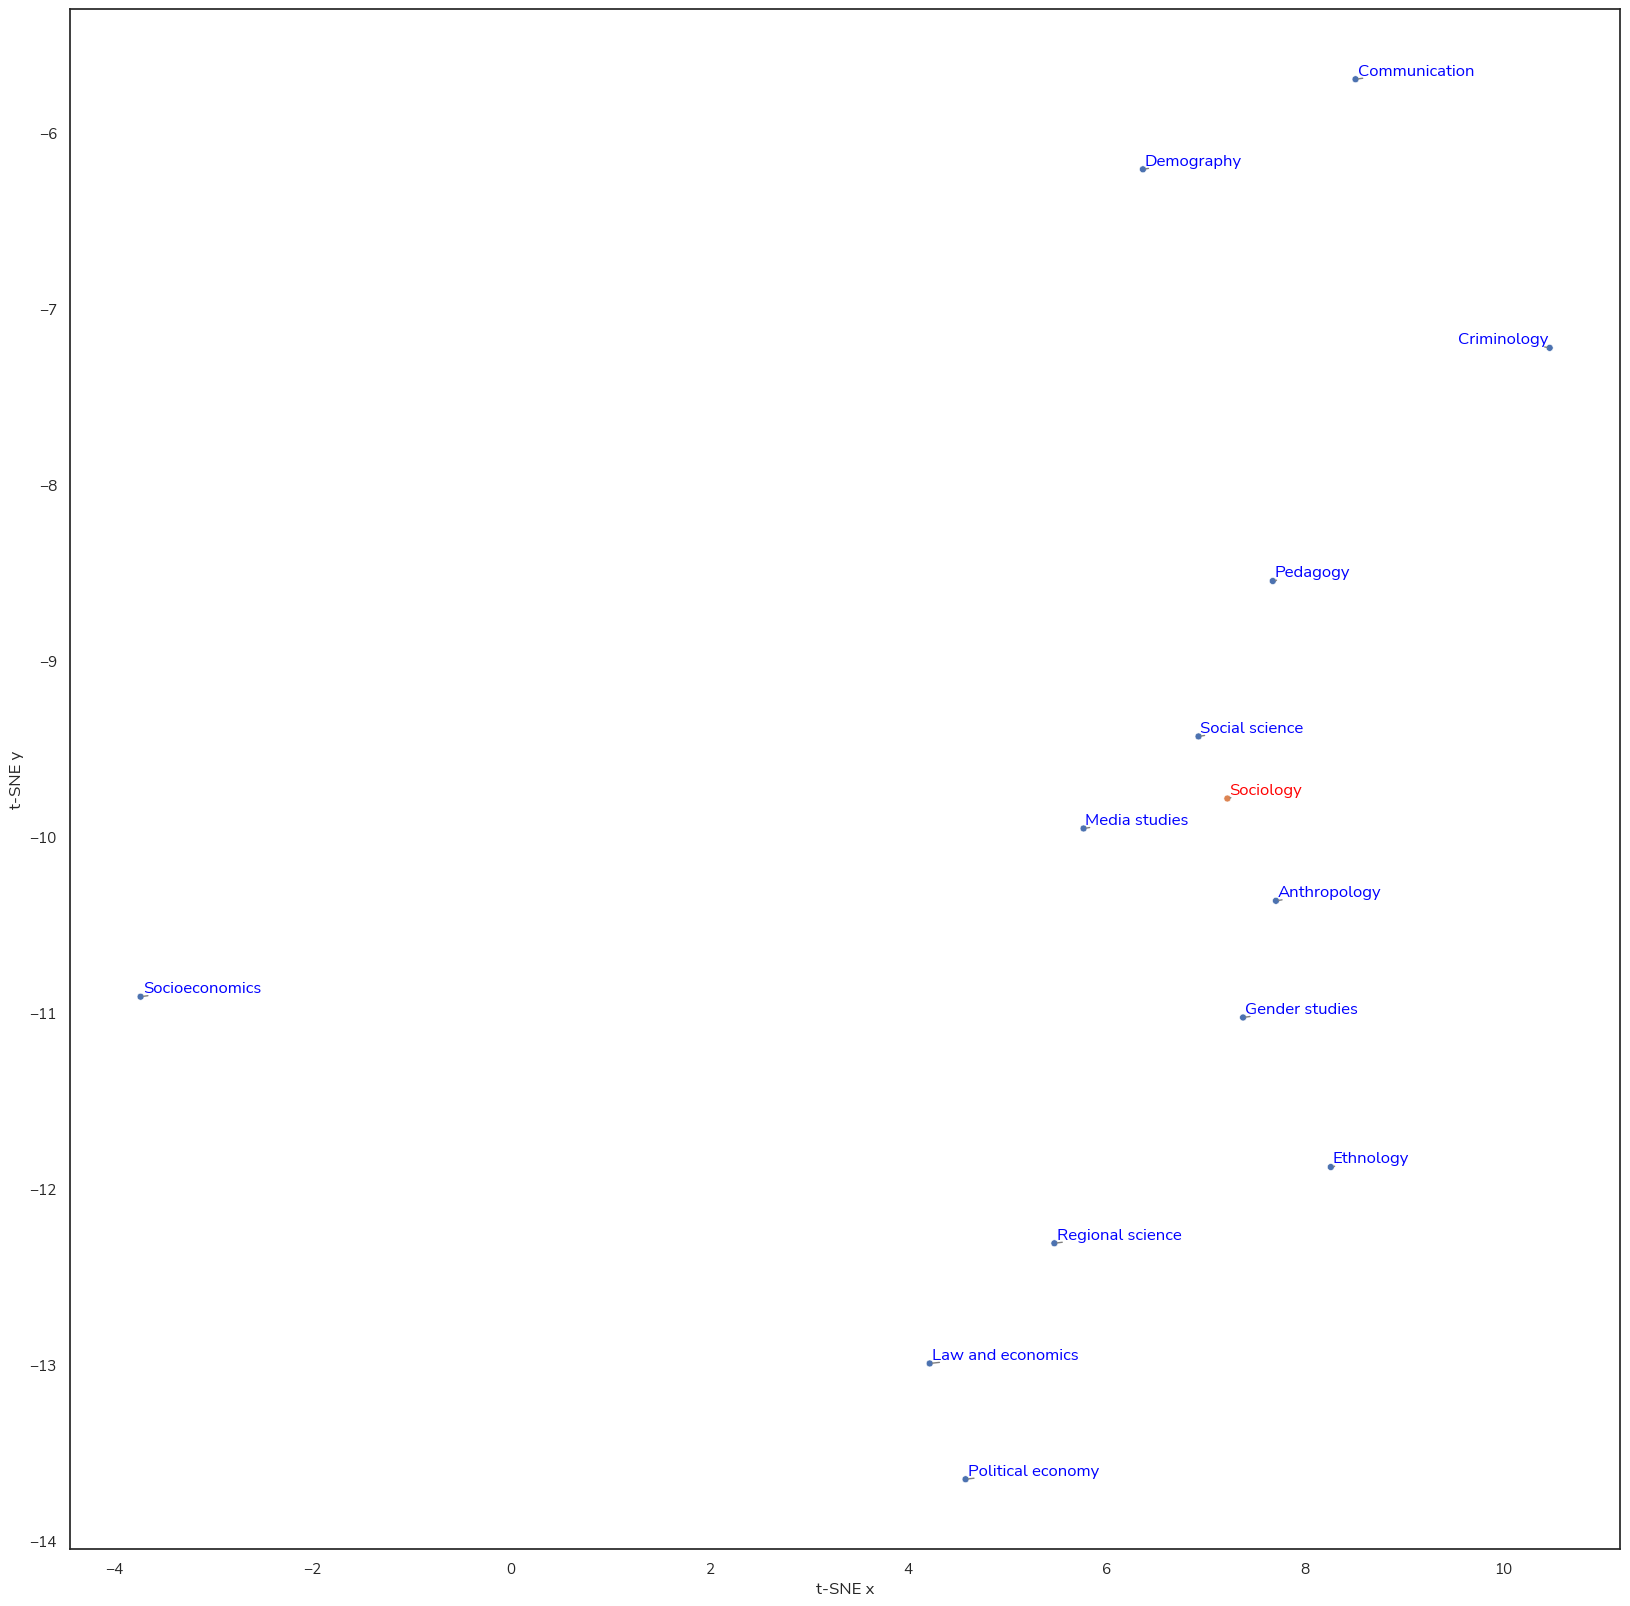 Communication
–6
Demography
–7
Criminology
–8
Pedagogy
–9
Social science
t-SNE y
Sociology
Media studies
–10
Anthropology
Socioeconomics
Gender studies
–11
Ethnology
–12
Regional science
Law and economics
–13
Political economy
–14
–4 –2 0 2 4 6 8 10
t-SNE x